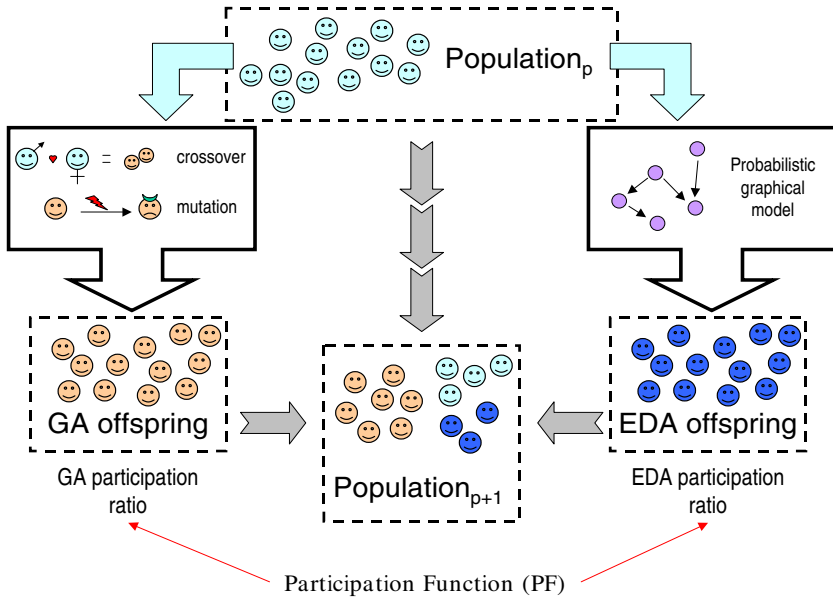 Population_p
crossover
mutation
Probabilistic
graphical
model
GA offspring
EDA offspring
Population_p+1
GA participation
ratio
EDA participation
ratio
Participation Function (PF)